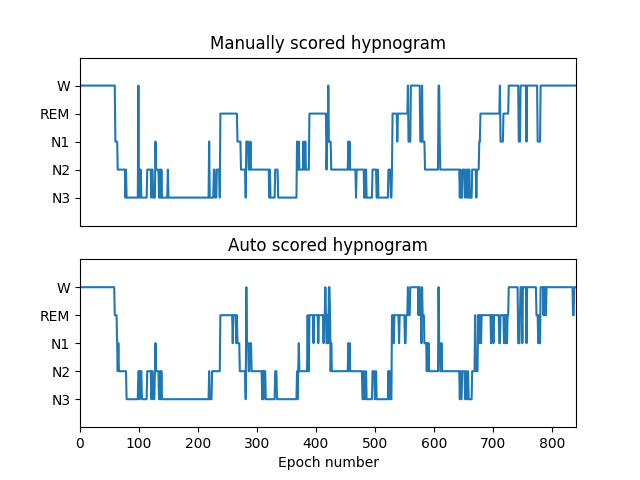 Manually scored hypnogram
W
REM
N1
N2
N3
Auto scored hypnogram
W
REM
N1
N2
N3
0 100 200 300 400 500 600 700 800
Epoch number